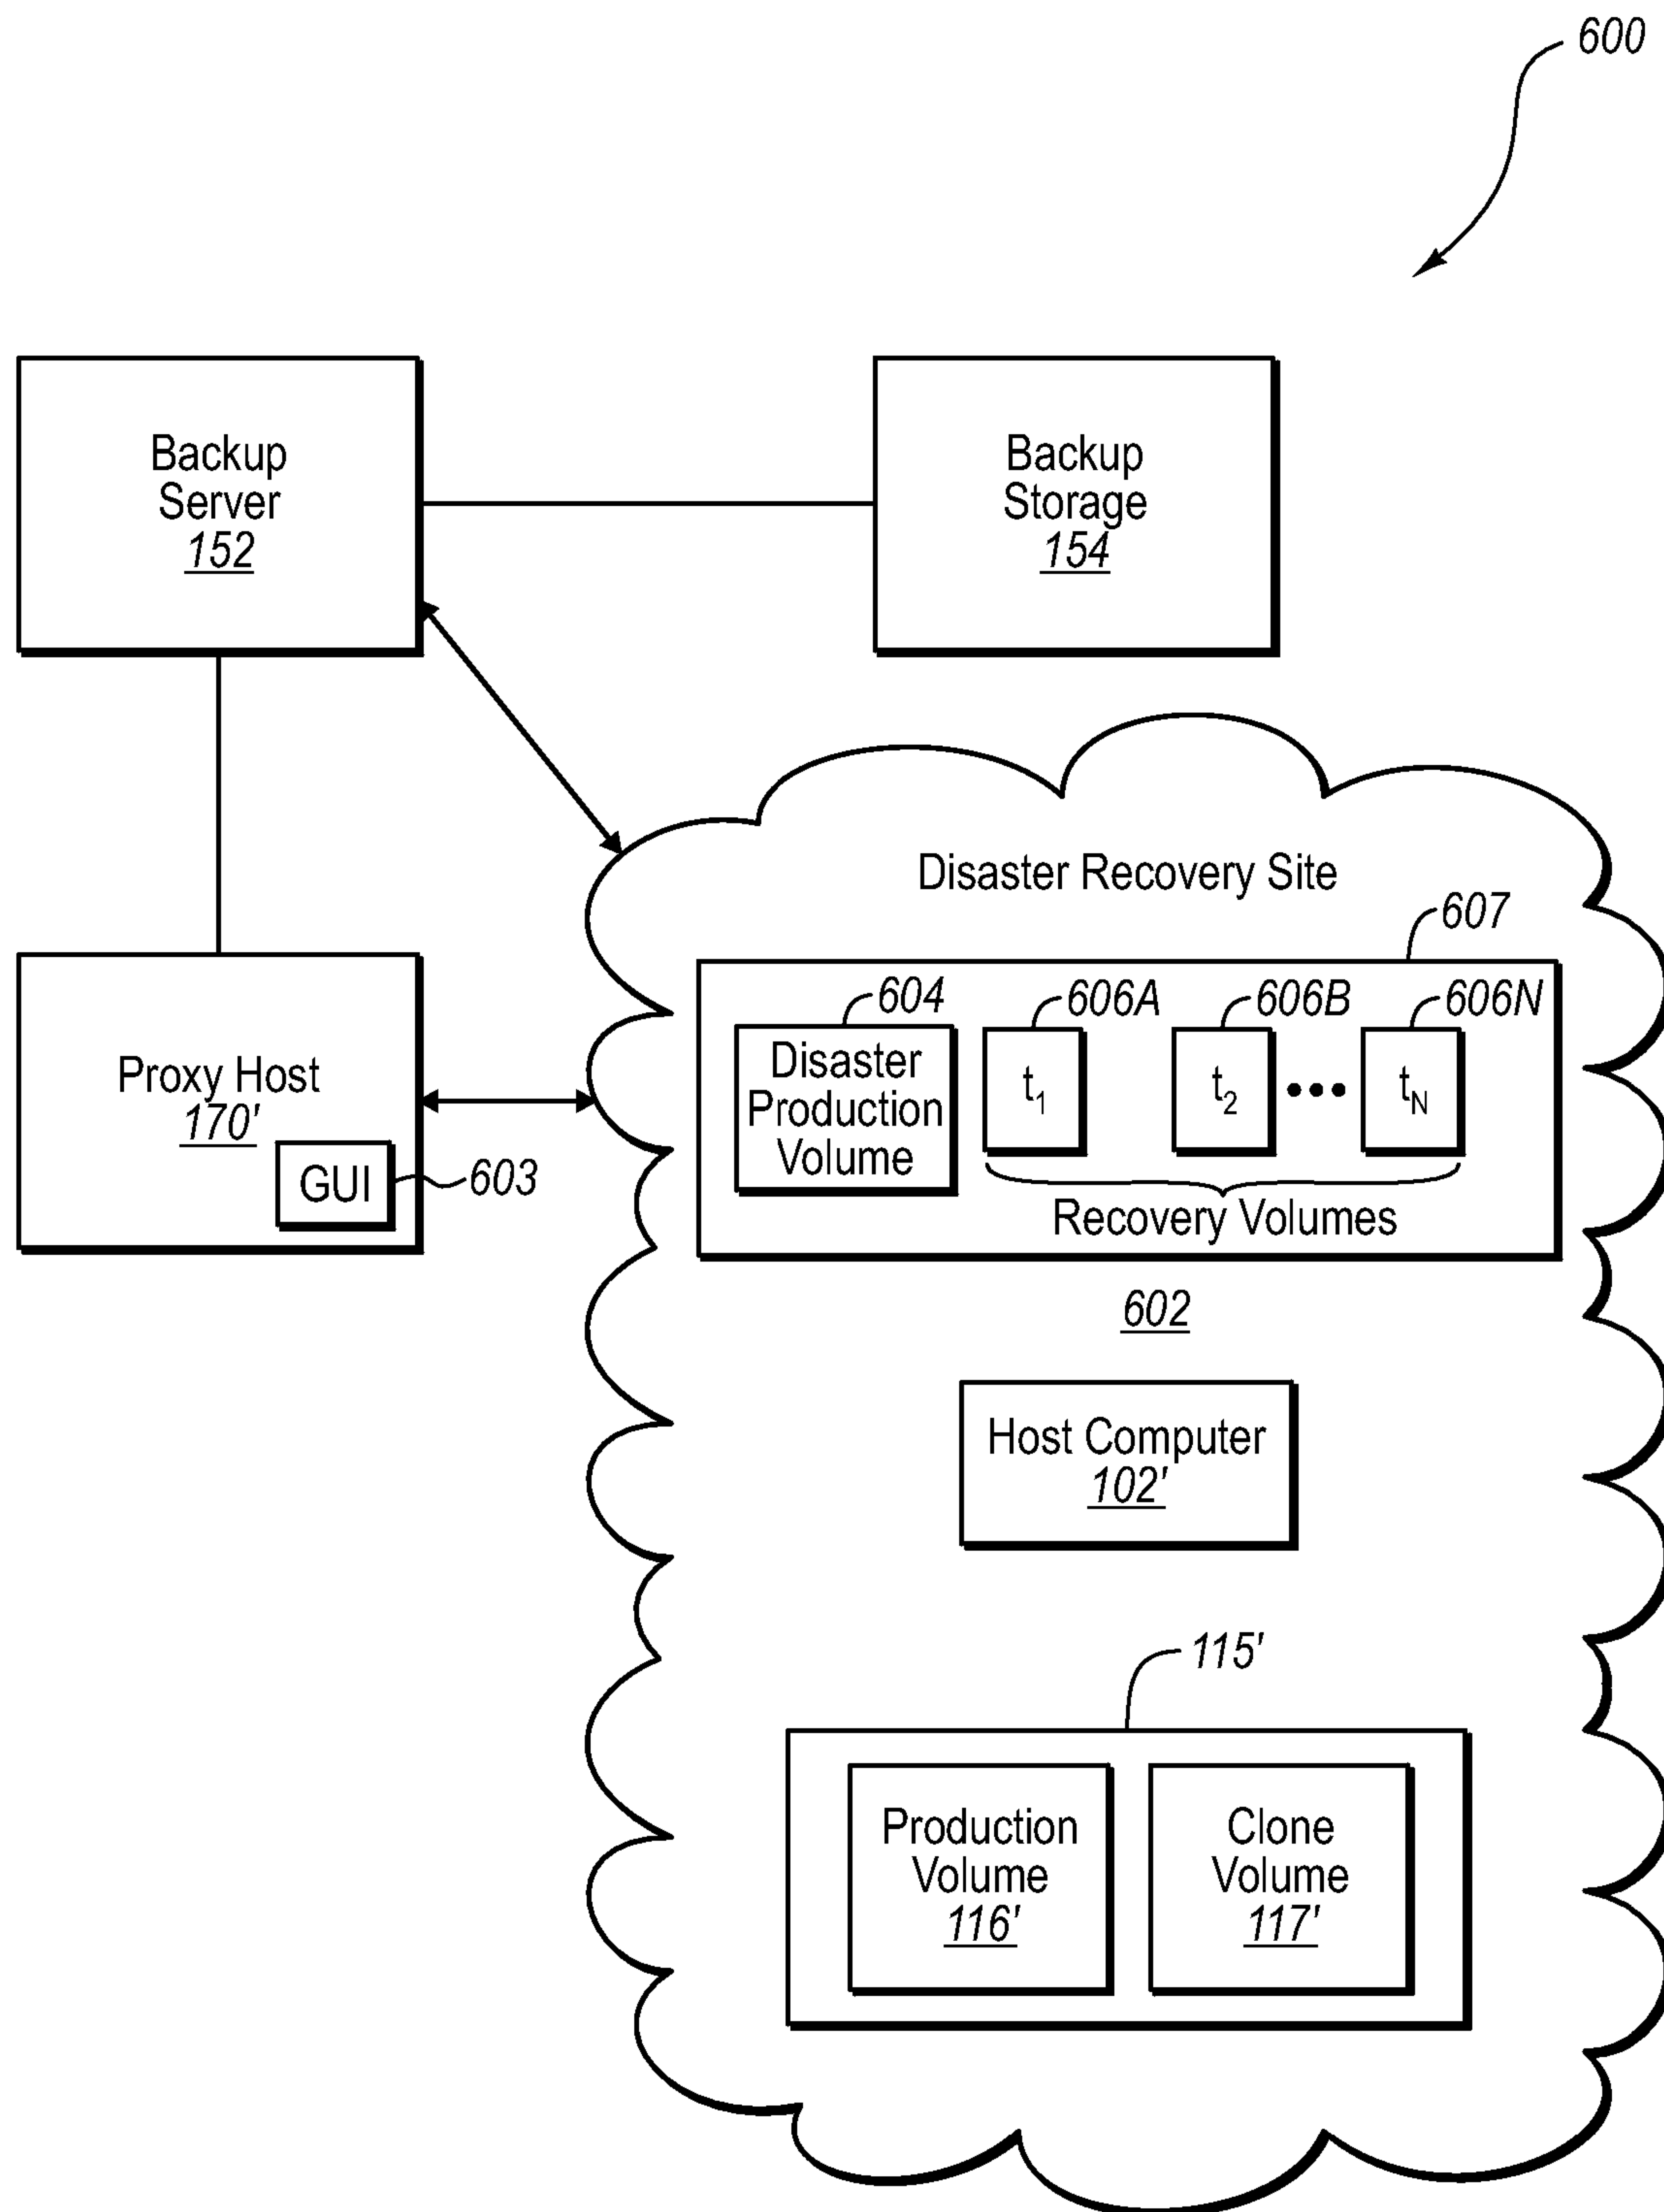 600
Backup
Server
152
Backup
Storage
154
Disaster Recovery Site
607
604
606A
606B
606N
Disaster
Production
Volume
t1
t2
•••
tN
Recovery Volumes
Proxy Host
170'
GUI
603
602
Host Computer
102'
115'
Production
Volume
116'
Clone
Volume
117'